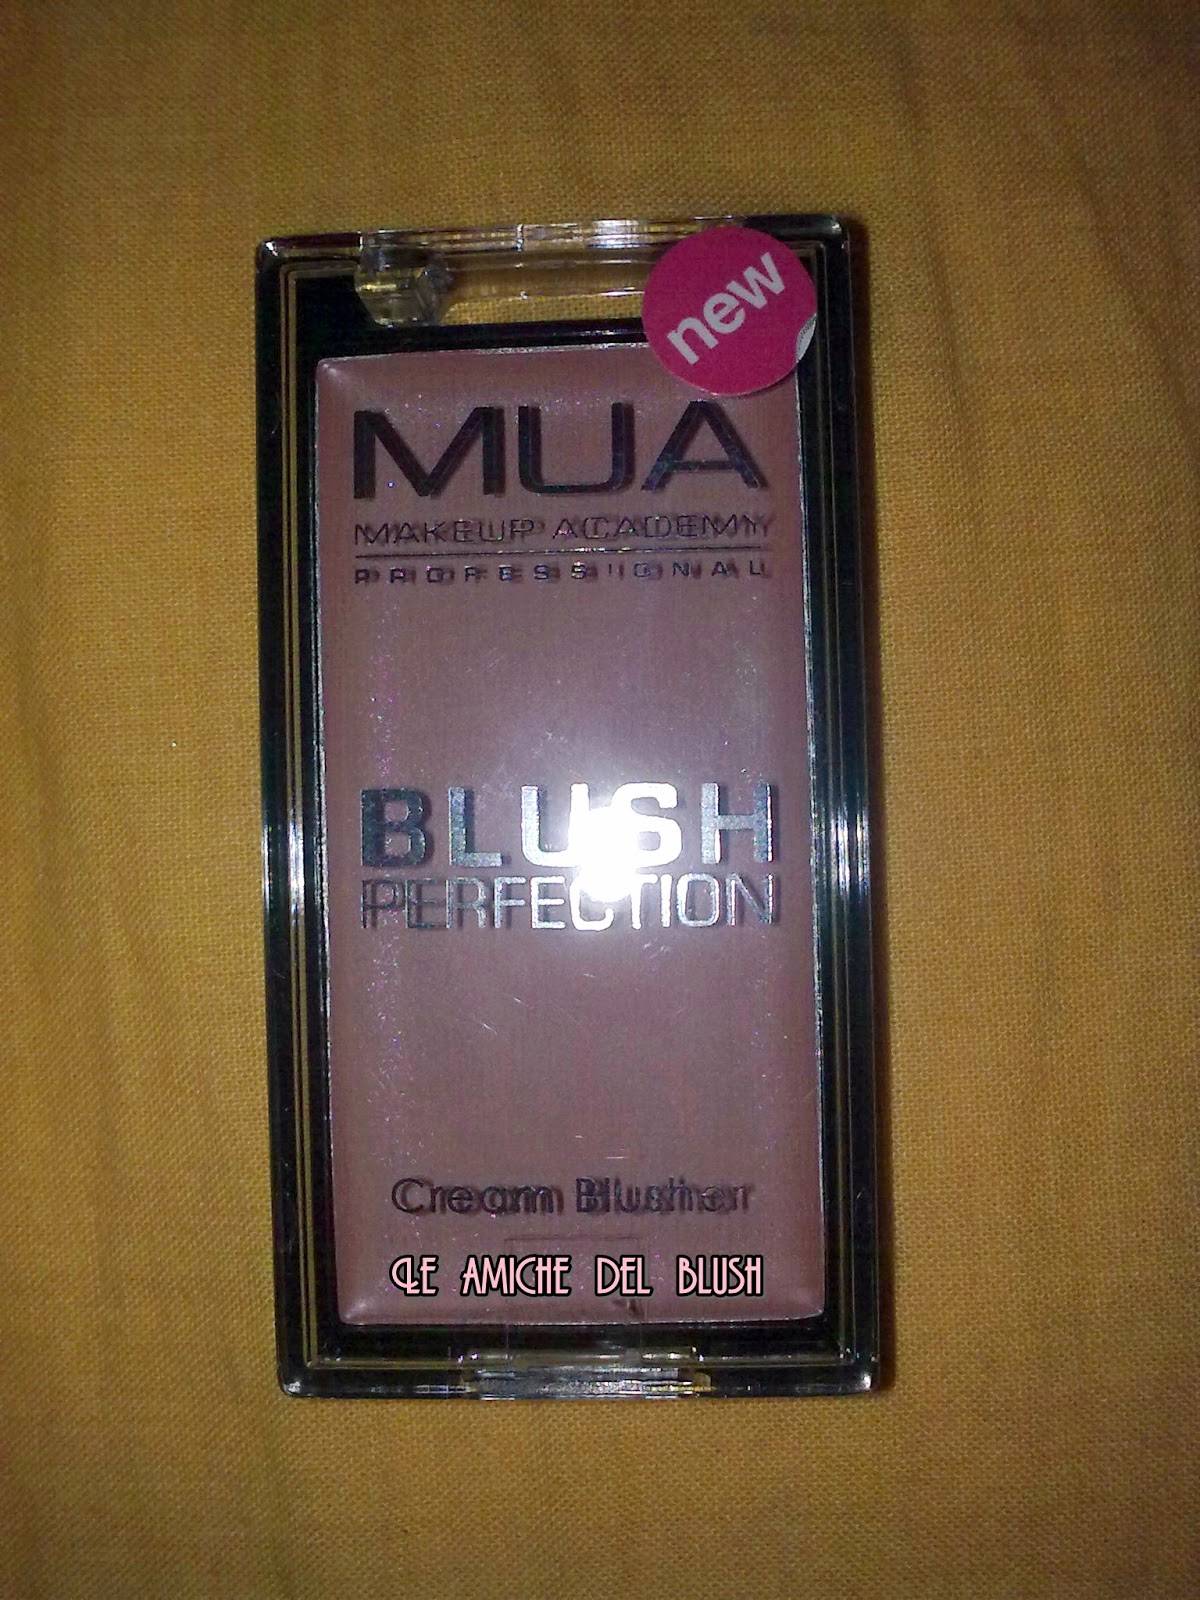 new
MUA
MAKEUP ACADEMY
PROFESSIONAL
BLUSH
PERFECTION
Cream Blusher
LE AMICHE DEL BLUSH